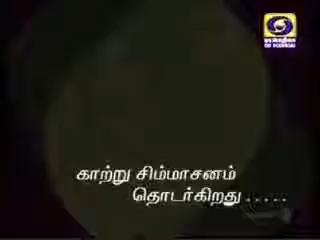 காற்று சிம்மாசனம்
தொடர்கிறது . . . . .